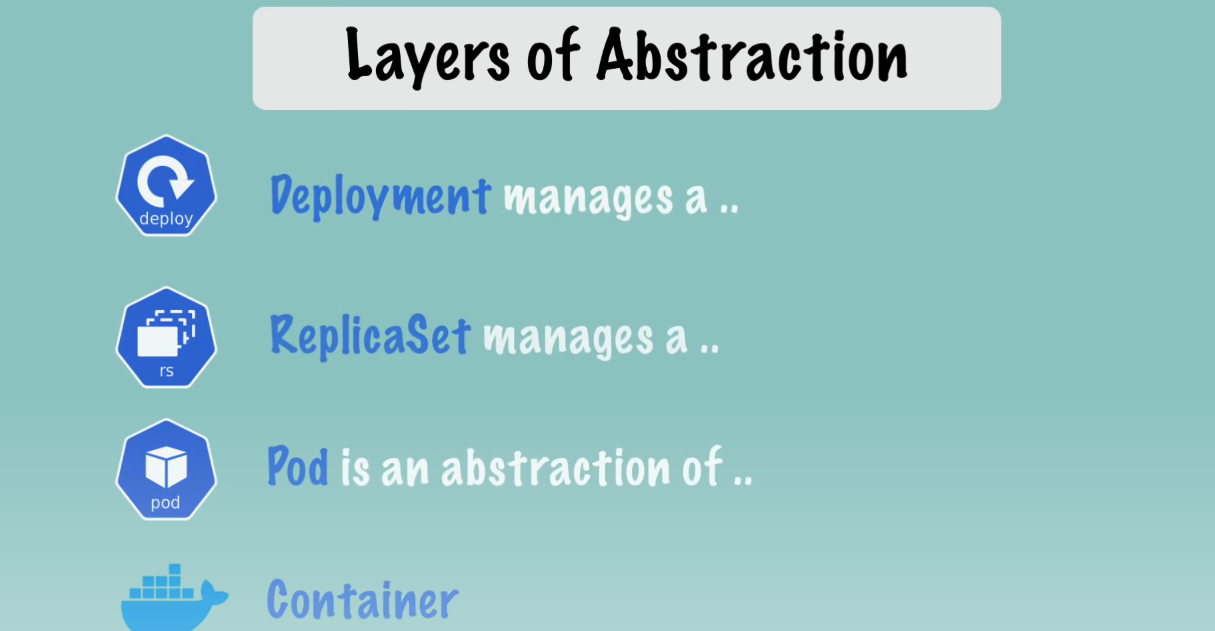 Layers of Abstraction
deploy
Deployment manages a ..
rs
ReplicaSet manages a ..
pod
Pod is an abstraction of ..
Container